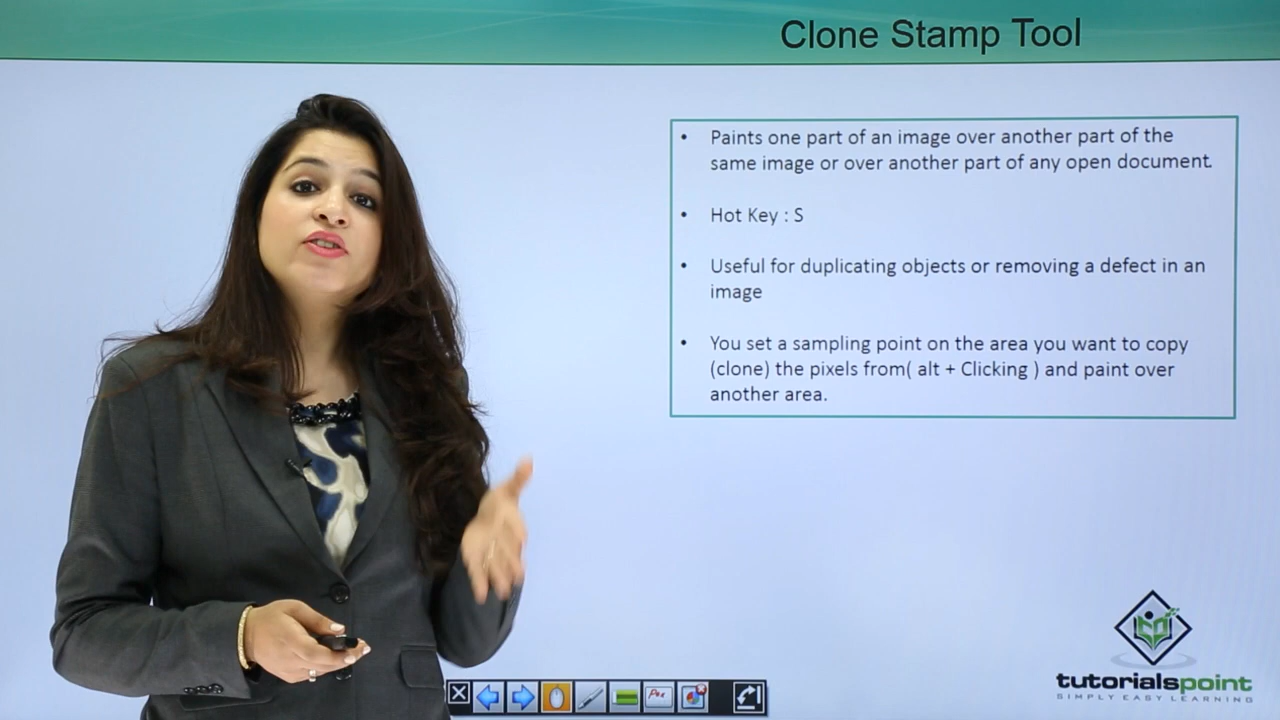 Clone Stamp Tool
• Paints one part of an image over another part of the
same image or over another part of any open document.
• Hot Key : S
• Useful for duplicating objects or removing a defect in an
image
• You set a sampling point on the area you want to copy
(clone) the pixels from( alt + Clicking ) and paint over
another area.
Pen
tutorialspoint
SIMPLY EASY LEARNING